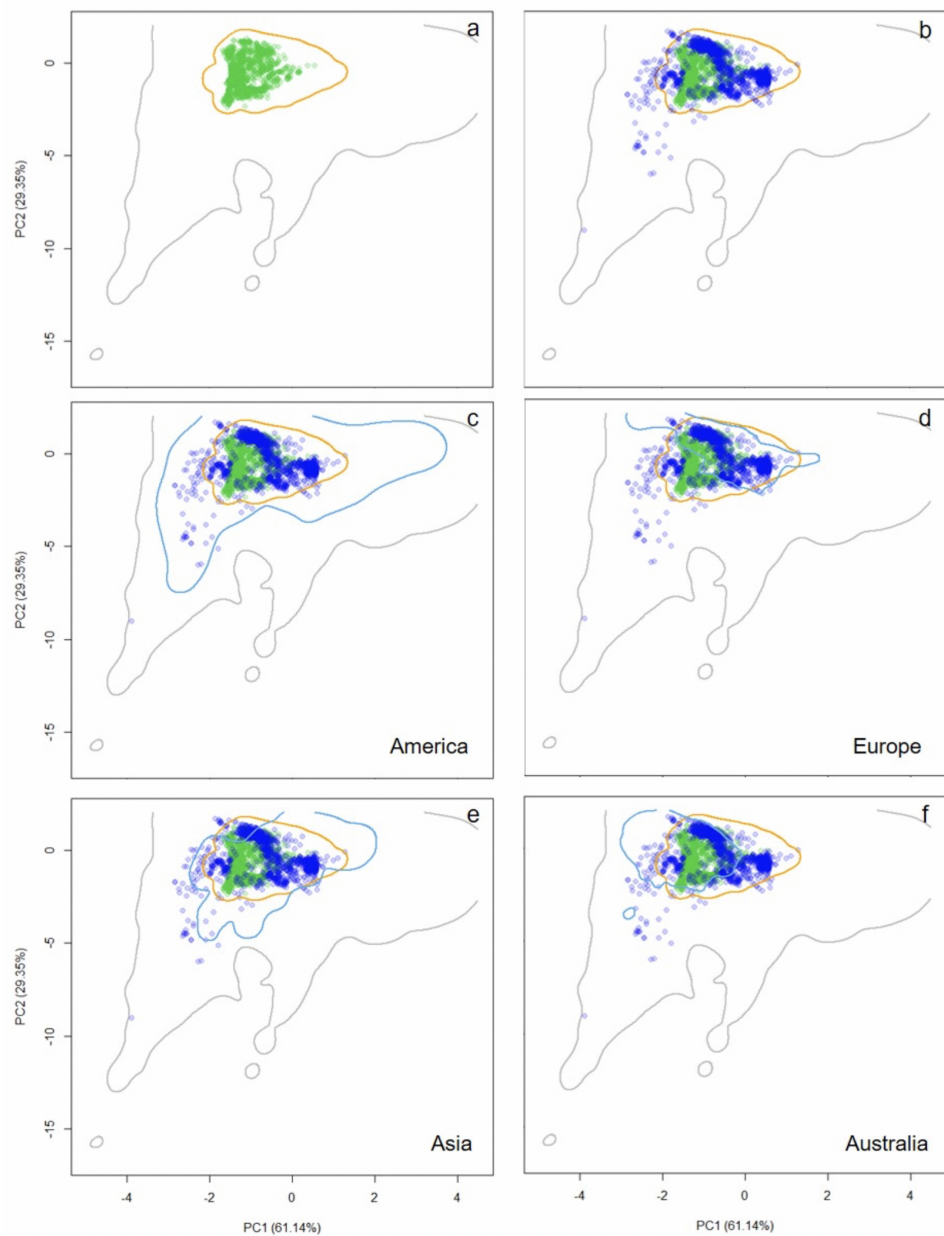 a
b
0
-5
-10
-15
PC2 (29.35%)
c
d
0
-5
-10
-15
PC2 (29.35%)
America
Europe
e
f
0
-5
-10
-15
PC2 (29.35%)
Asia
Australia
-4 -2 0 2 4
-4 -2 0 2 4
PC1 (61.14%)
PC1 (61.14%)